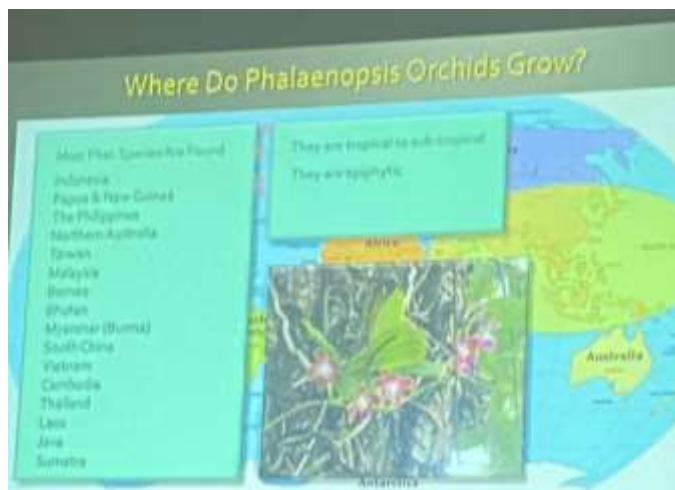 Where Do Phalaenopsis Orchids Grow?
Most Phal. Species Are Found
Indonesia
Papua & New Guinea
The Philippines
Northern Australia
Taiwan
Malaysia
Borneo
Bhutan
Myanmar (Burma)
South China
Vietnam
Cambodia
Thailand
Laos
Java
Sumatra
They are tropical to sub-tropical
They are epiphytic
Africa
Australia
Antarctica